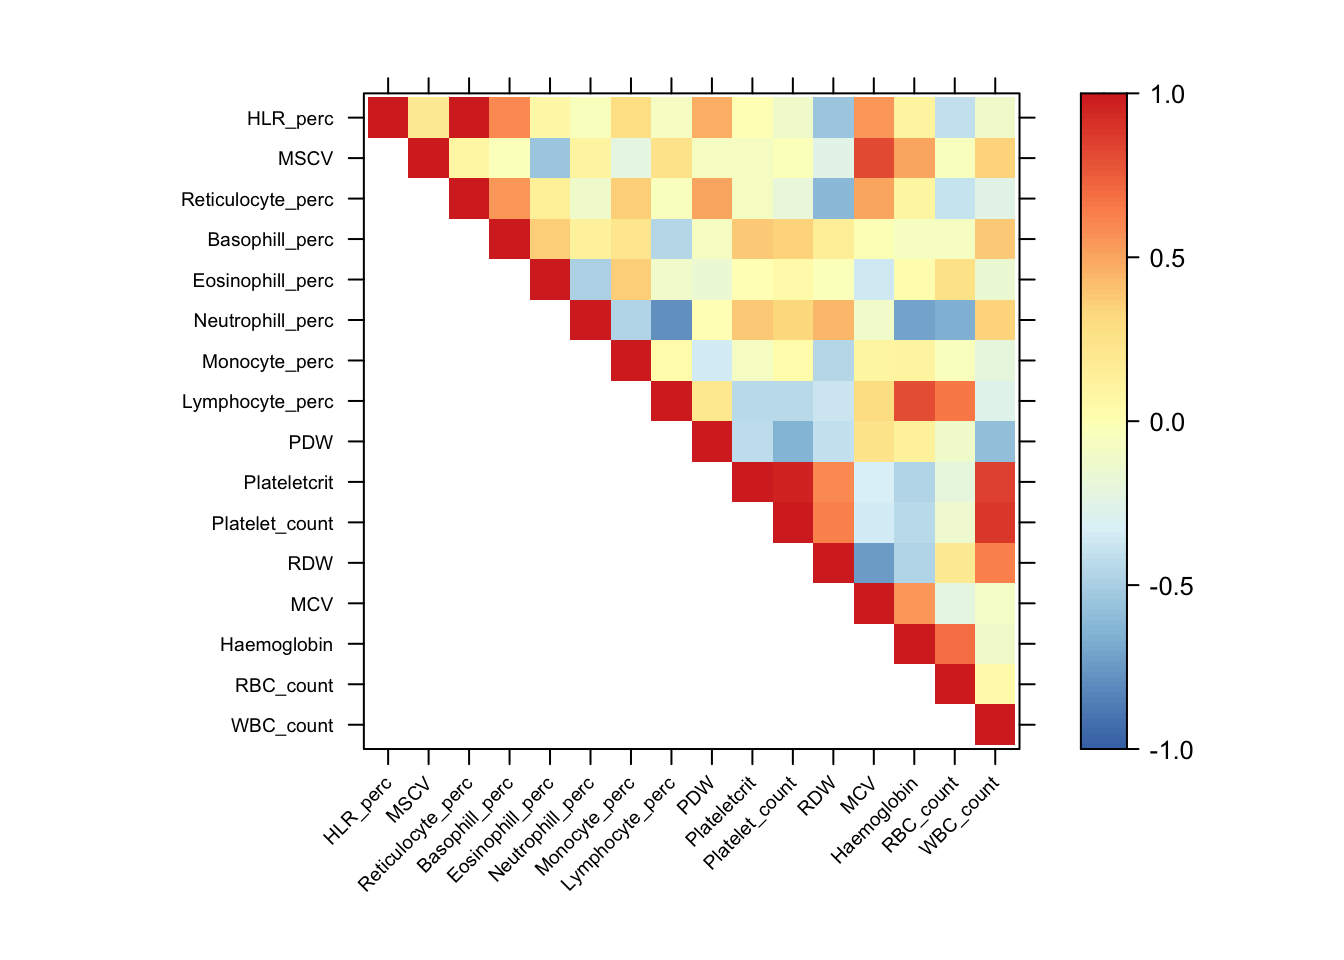 HLR_perc
MSCV
Reticulocyte_perc
Basophill_perc
Eosinophill_perc
Neutrophill_perc
Monocyte_perc
Lymphocyte_perc
PDW
Plateletcrit
Platelet_count
RDW
MCV
Haemoglobin
RBC_count
WBC_count
HLR_perc
MSCV
Reticulocyte_perc
Basophill_perc
Eosinophill_perc
Neutrophill_perc
Monocyte_perc
Lymphocyte_perc
PDW
Plateletcrit
Platelet_count
RDW
MCV
Haemoglobin
RBC_count
WBC_count
1.0
0.5
0.0
-0.5
-1.0